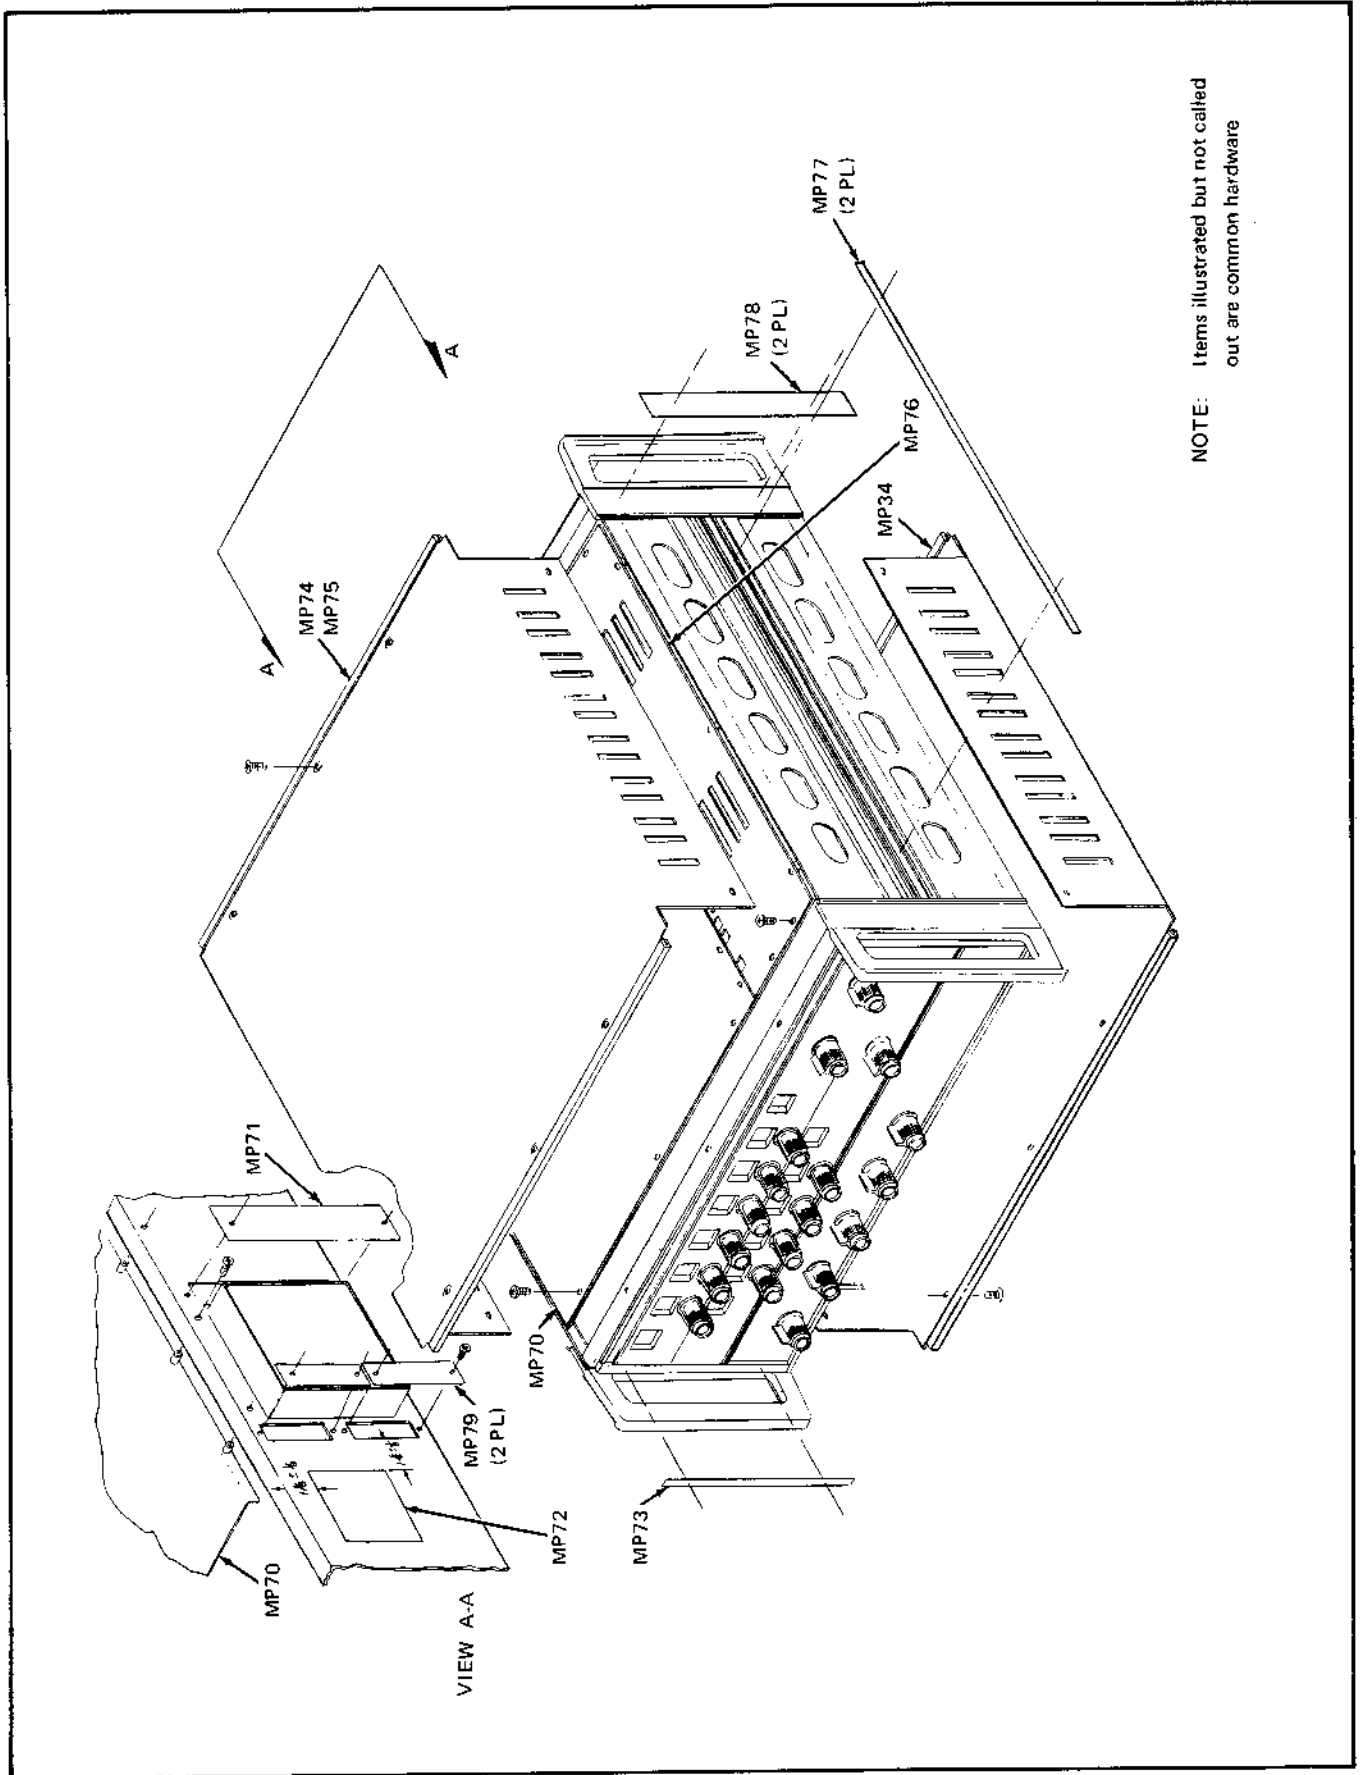 MP70
VIEW A-A
MP72
MP79
(2 PL)
MP71
MP73
MP70
MP74
MP75
A
A
MP76
MP78
(2 PL)
MP77
(2 PL)
MP34
NOTE: Items illustrated but not called
out are common hardware